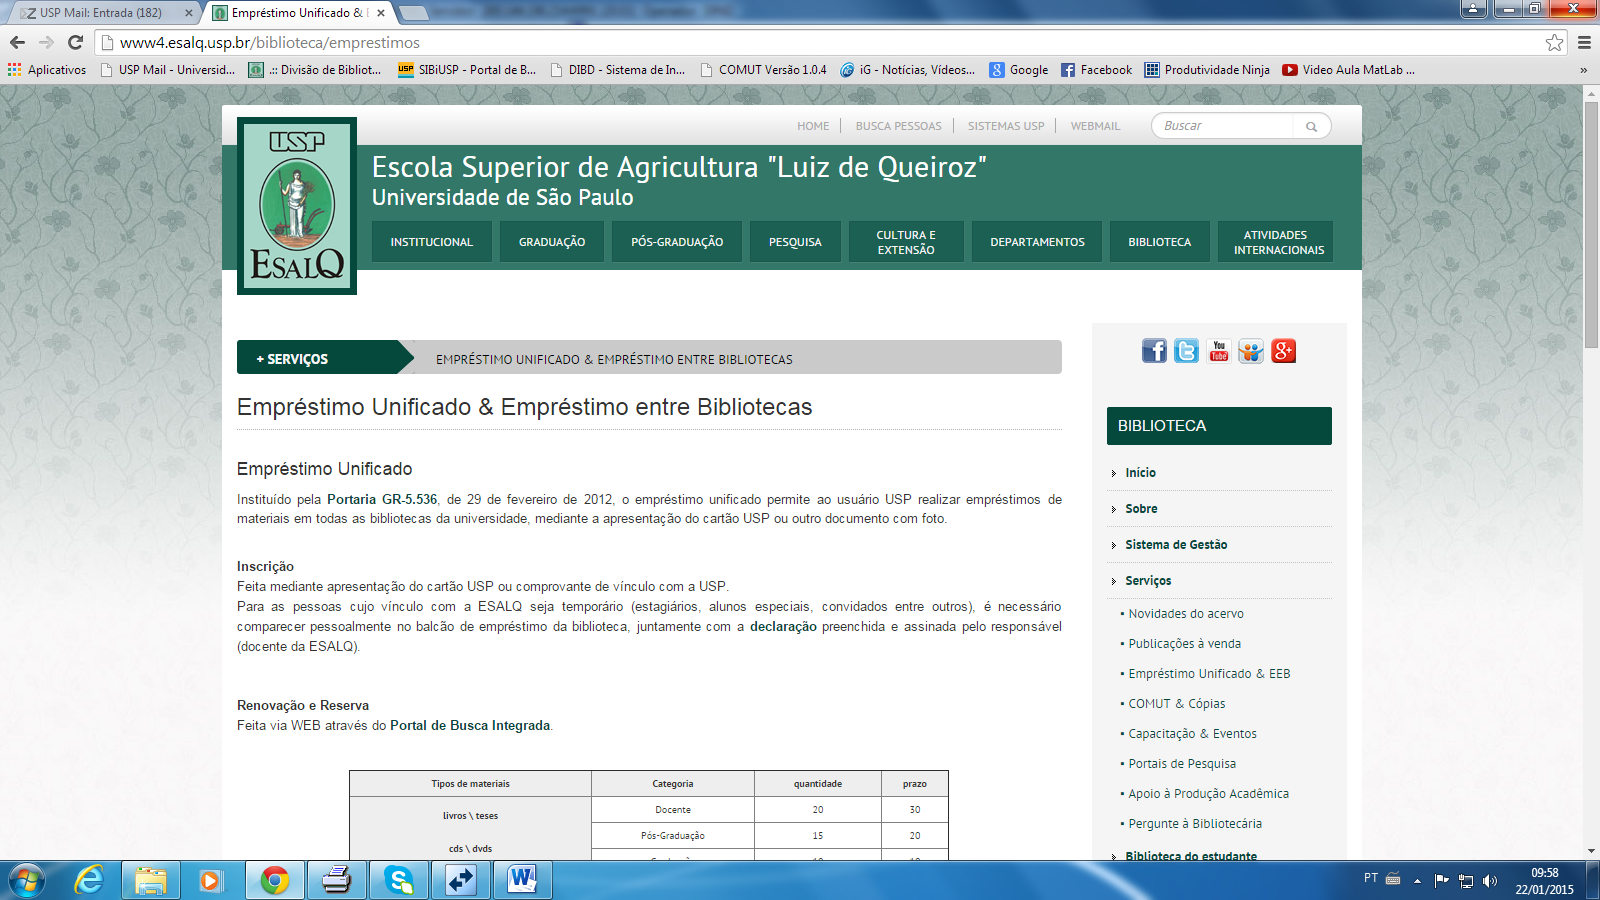 USP Mail: Entrada (182)
Empréstimo Unificado &
www4.esalq.usp.br/biblioteca/emprestimos
Aplicativos
USP Mail - Universid...
.:: Divisão de Bibliot...
SIBiUSP - Portal de B...
DIBD - Sistema de In...
COMUT Versão 1.0.4
iG - Notícias, Vídeos...
Google
Facebook
Produtividade Ninja
Video Aula MatLab ...
»
HOME
BUSCA PESSOAS
SISTEMAS USP
WEBMAIL
Buscar
USP
ESALQ
Escola Superior de Agricultura "Luiz de Queiroz"
Universidade de São Paulo
INSTITUCIONAL
GRADUAÇÃO
PÓS-GRADUAÇÃO
PESQUISA
CULTURA E
EXTENSÃO
DEPARTAMENTOS
BIBLIOTECA
ATIVIDADES
INTERNACIONAIS
+ SERVIÇOS
EMPRÉSTIMO UNIFICADO & EMPRÉSTIMO ENTRE BIBLIOTECAS
Empréstimo Unificado & Empréstimo entre Bibliotecas
Empréstimo Unificado
Instituído pela Portaria GR-5.536, de 29 de fevereiro de 2012, o empréstimo unificado permite ao usuário USP realizar empréstimos de
materiais em todas as bibliotecas da universidade, mediante a apresentação do cartão USP ou outro documento com foto.
Inscrição
Feita mediante apresentação do cartão USP ou comprovante de vínculo com a USP.
Para as pessoas cujo vínculo com a ESALQ seja temporário (estagiários, alunos especiais, convidados entre outros), é necessário
comparecer pessoalmente no balcão de empréstimo da biblioteca, juntamente com a declaração preenchida e assinada pelo responsável
(docente da ESALQ).
Renovação e Reserva
Feita via WEB através do Portal de Busca Integrada.
Tipos de materiais Categoria quantidade prazo
livros \ teses
cds \ dvds
Docente 20 30
Pós-Graduação 15 20
You
Tube
BIBLIOTECA
Início
Sobre
Sistema de Gestão
Serviços
▪ Novidades do acervo
▪ Publicações à venda
▪ Empréstimo Unificado & EEB
▪ COMUT & Cópias
▪ Capacitação & Eventos
▪ Portais de Pesquisa
▪ Apoio à Produção Acadêmica
▪ Pergunte à Bibliotecária
Biblioteca do estudante
PT
09:58
22/01/2015